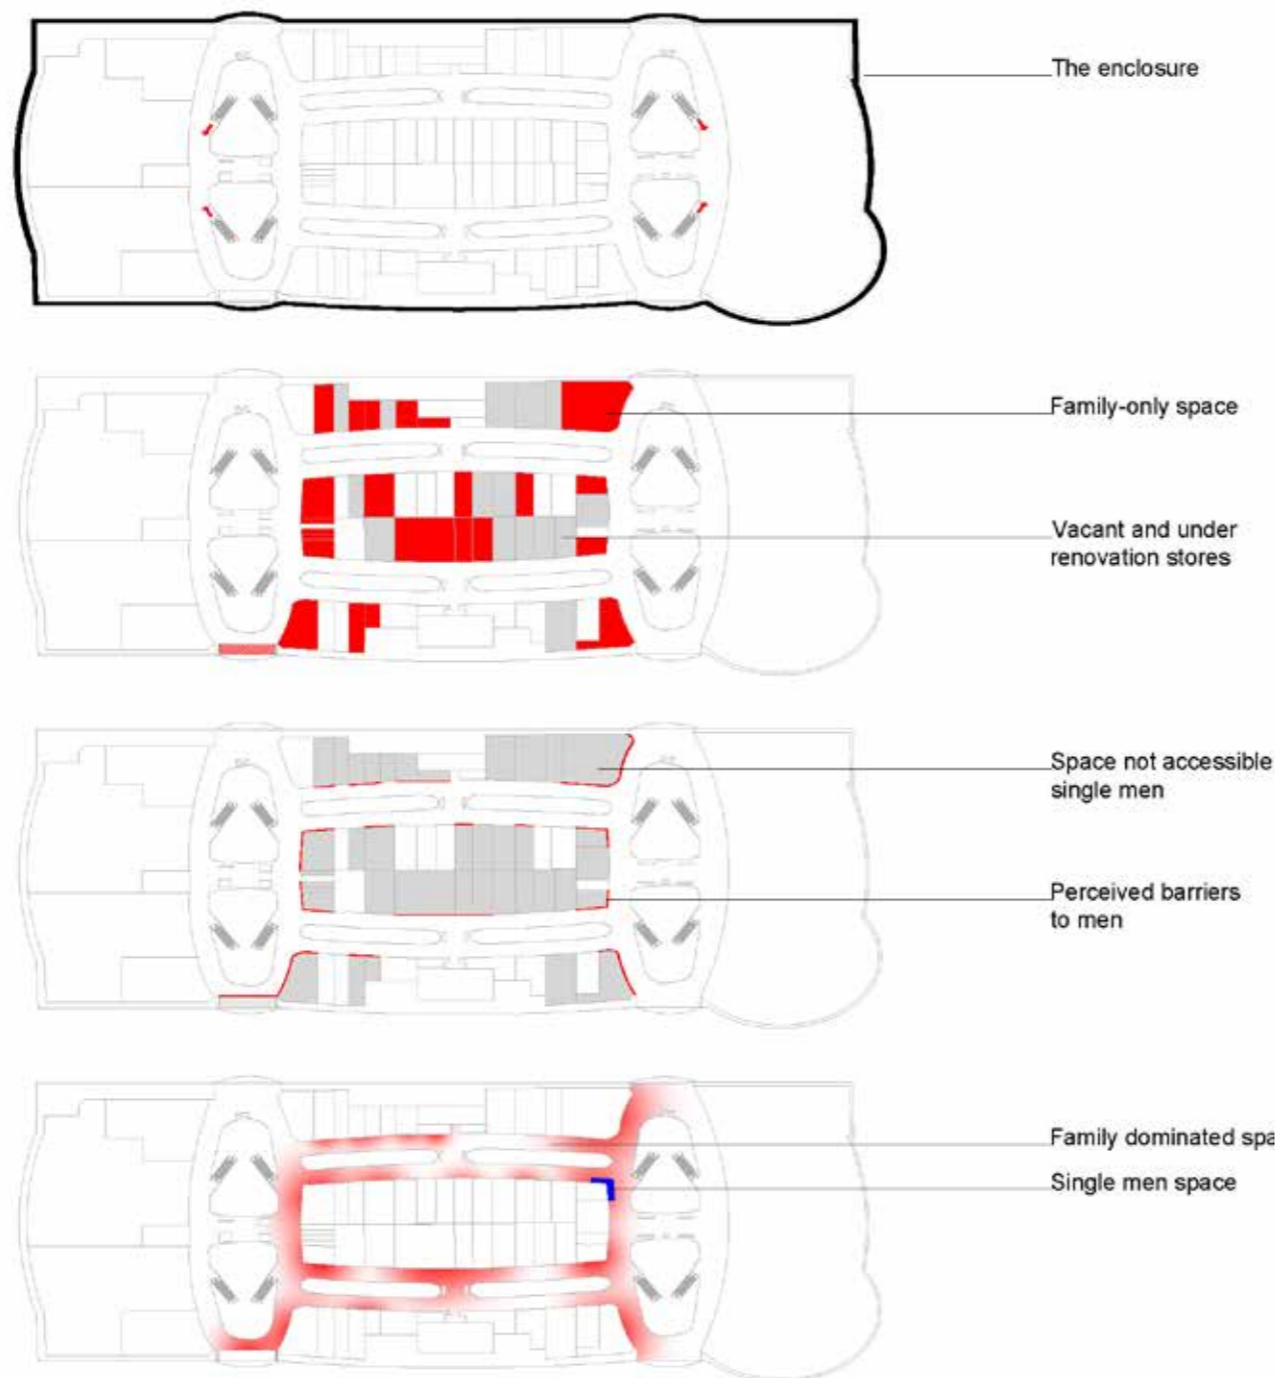 The enclosure
Family-only space
Vacant and under
renovation stores
Space not accessible
single men
Perceived barriers
to men
Family dominated spa
Single men space